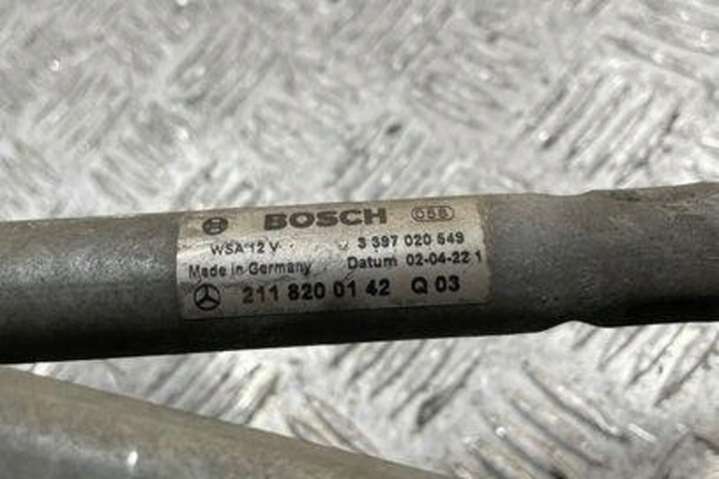 BOSCH 058
WSA 12 V 3 397 020 549
Made in Germany Datum 02-04-22 1
211 820 01 42 Q 03